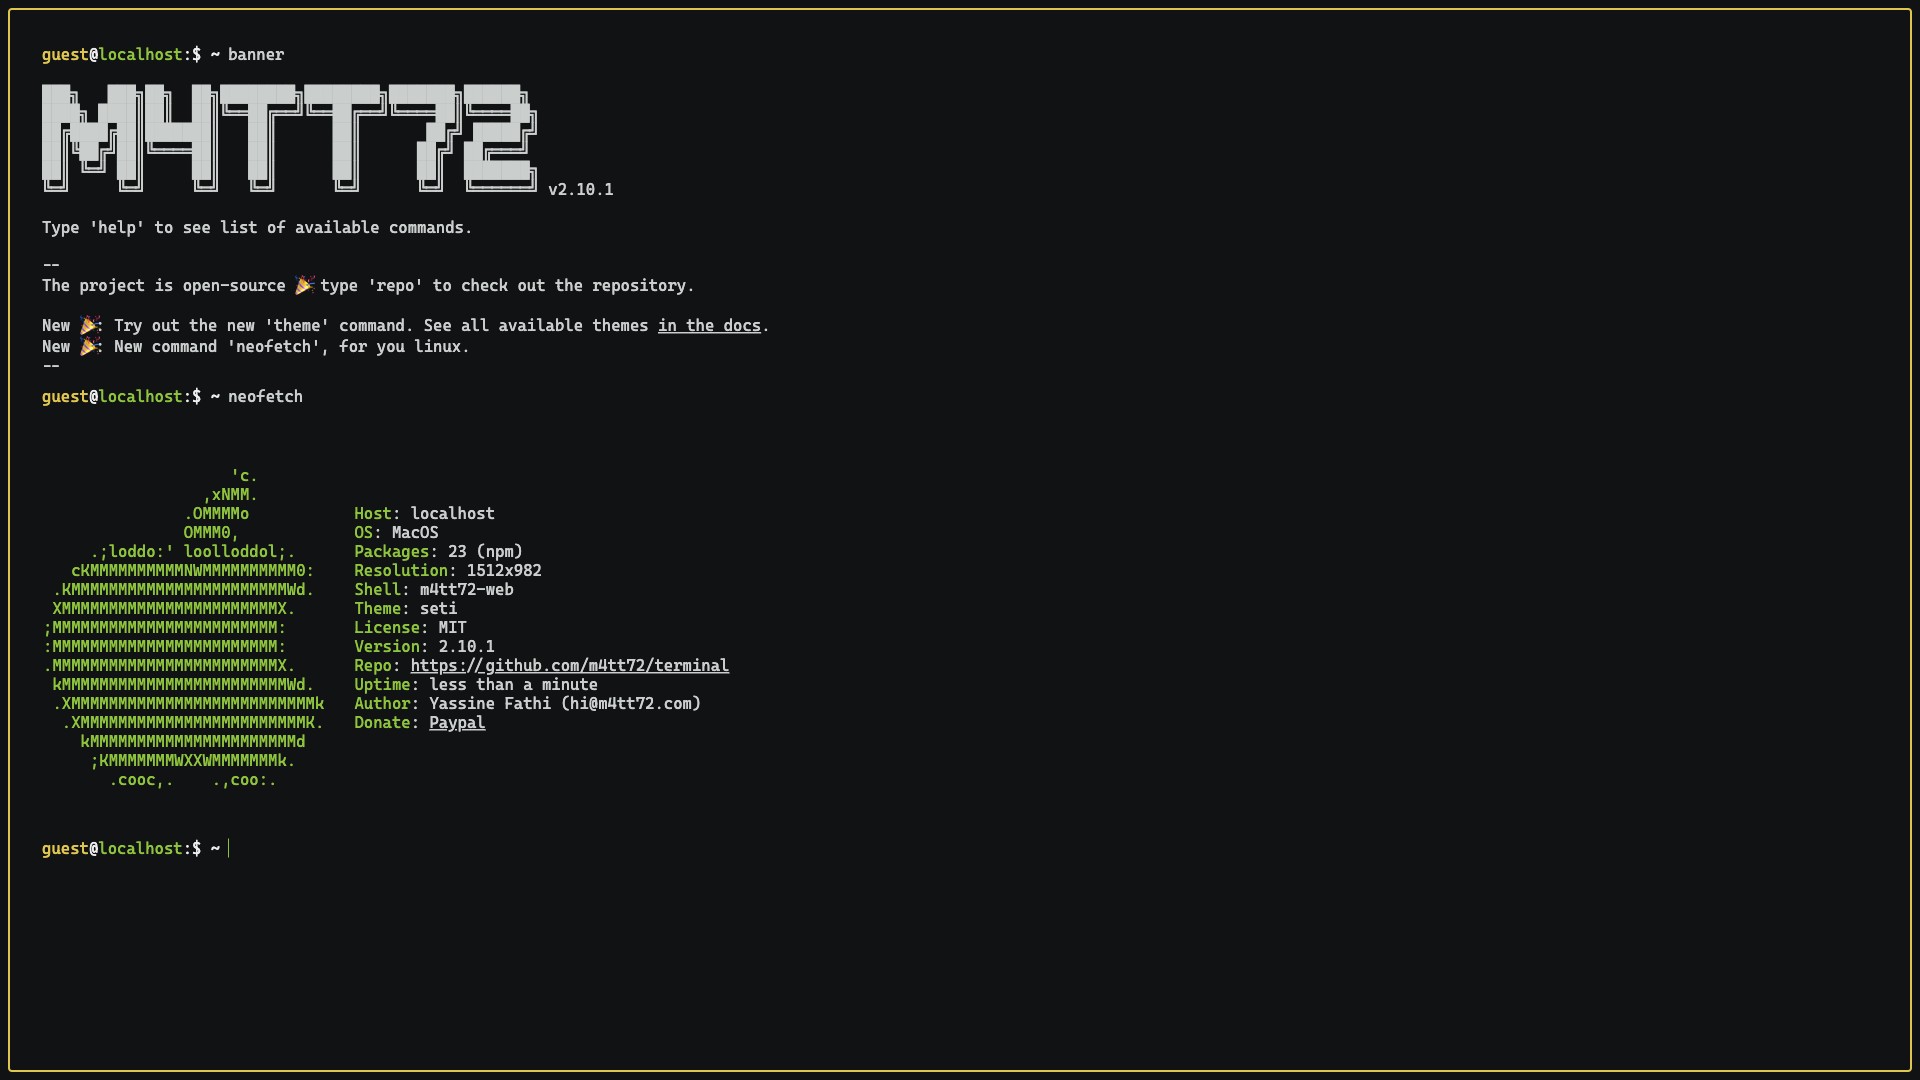 guest@localhost:$ ~ banner
M4TT72 v2.10.1
Type 'help' to see list of available commands.
--
The project is open-source 🎉 type 'repo' to check out the repository.
New 🎉: Try out the new 'theme' command. See all available themes in the docs.
New 🎉: New command 'neofetch', for you linux.
--
guest@localhost:$ ~ neofetch
'c.
,xNMM.
.OMMMMo Host: localhost
OMMM0, OS: MacOS
.;loddo:' loolloddol;. Packages: 23 (npm)
cKMMMMMMMMMMNWMMMMMMMMMM0: Resolution: 1512x982
.KMMMMMMMMMMMMMMMMMMMMMMMWd. Shell: m4tt72-web
XMMMMMMMMMMMMMMMMMMMMMMMX. Theme: seti
;MMMMMMMMMMMMMMMMMMMMMMMM: License: MIT
:MMMMMMMMMMMMMMMMMMMMMMMM: Version: 2.10.1
.MMMMMMMMMMMMMMMMMMMMMMMMX. Repo: https://github.com/m4tt72/terminal
kMMMMMMMMMMMMMMMMMMMMMMMMWd. Uptime: less than a minute
.XMMMMMMMMMMMMMMMMMMMMMMMMMMk Author: Yassine Fathi (hi@m4tt72.com)
.XMMMMMMMMMMMMMMMMMMMMMMMMK. Donate: Paypal
kMMMMMMMMMMMMMMMMMMMMMMd
;KMMMMMMMWXXWMMMMMMMk.
.cooc,. .,coo:.
guest@localhost:$ ~